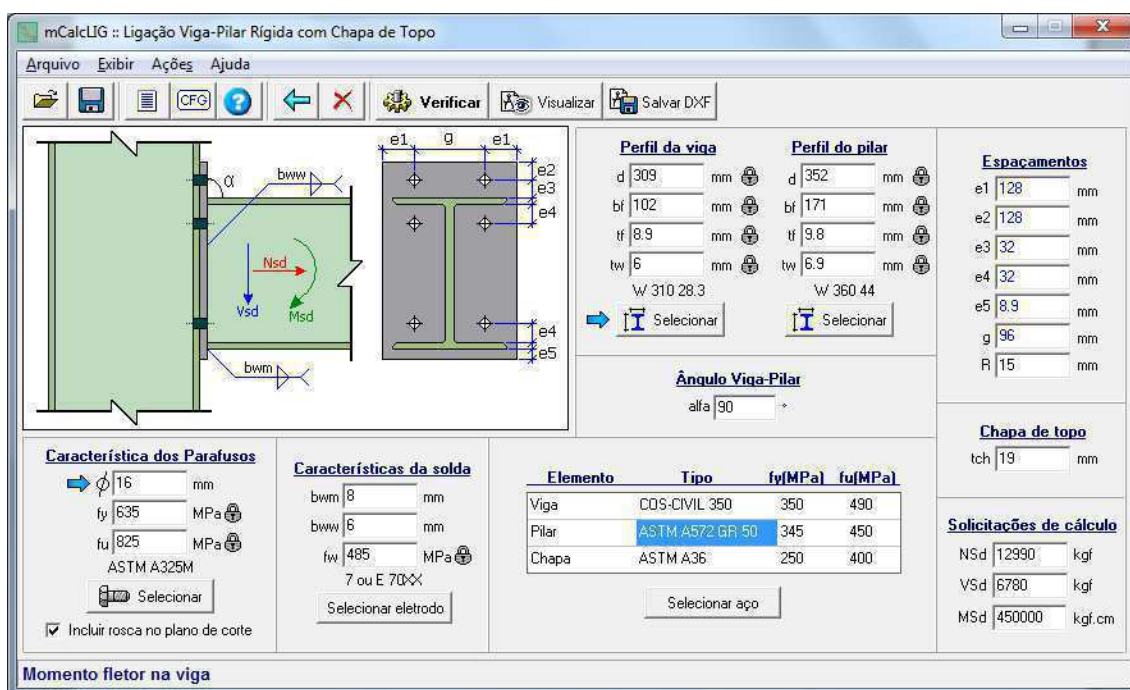 mCalcLIG :: Ligação Viga-Pilar Rígida com Chapa de Topo
Arquivo Exibir Ações Ajuda
CFG ? Verificar Visualizar Salvar DXF
e1 g e1
e2
e3
e4
e4
e5
α
bww
Nsd
Vsd
Msd
bwm
Perfil da viga
d 309 mm
bf 102 mm
tf 8.9 mm
tw 6 mm
W 310 28.3
Selecionar
Perfil do pilar
d 352 mm
bf 171 mm
tf 9.8 mm
tw 6.9 mm
W 360 44
Selecionar
Ângulo Viga-Pilar
alfa 90 °
Espaçamentos
e1 128 mm
e2 128 mm
e3 32 mm
e4 32 mm
e5 8.9 mm
g 96 mm
R 15 mm
Chapa de topo
tch 19 mm
Solicitações de cálculo
NSd 12990 kgf
VSd 6780 kgf
MSd 450000 kgf.cm
Característica dos Parafusos
ϕ 16 mm
fy 635 MPa
fu 825 MPa
ASTM A325M
Selecionar
Incluir rosca no plano de corte
Características da solda
bwm 8 mm
bww 6 mm
fw 485 MPa
7 ou E 70XX
Selecionar eletrodo
Elemento Tipo fy[MPa] fu[MPa]
Viga COS-CIVIL 350 350 490
Pilar ASTM A572 GR 50 345 450
Chapa ASTM A36 250 400
Selecionar aço
Momento fletor na viga